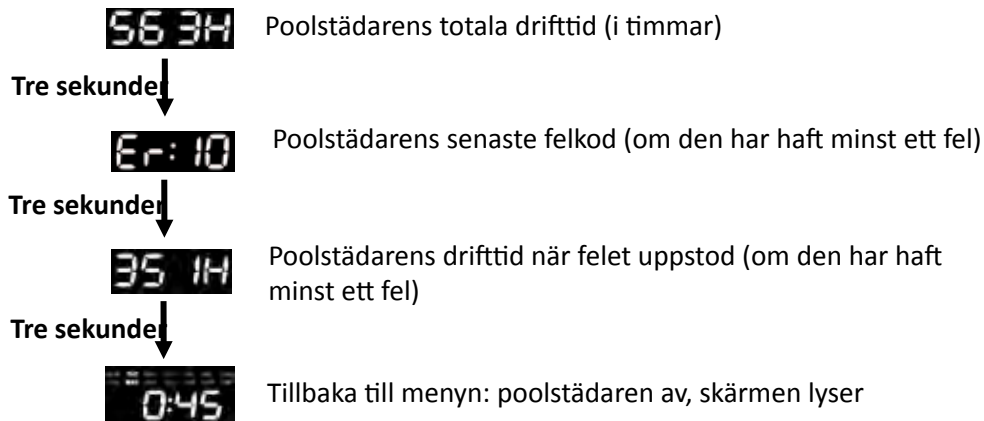 563H Poolstädarens totala drifttid (i timmar)
Tre sekunder
Er:10 Poolstädarens senaste felkod (om den har haft minst ett fel)
Tre sekunder
351H Poolstädarens drifttid när felet uppstod (om den har haft
minst ett fel)
Tre sekunder
0:45 Tillbaka till menyn: poolstädaren av, skärmen lyser